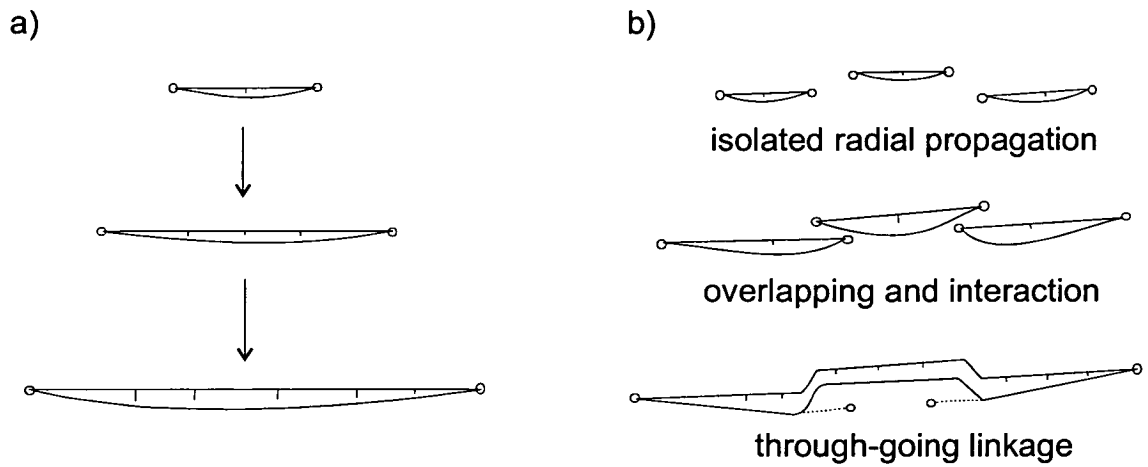 a)
b)
isolated radial propagation
overlapping and interaction
through-going linkage